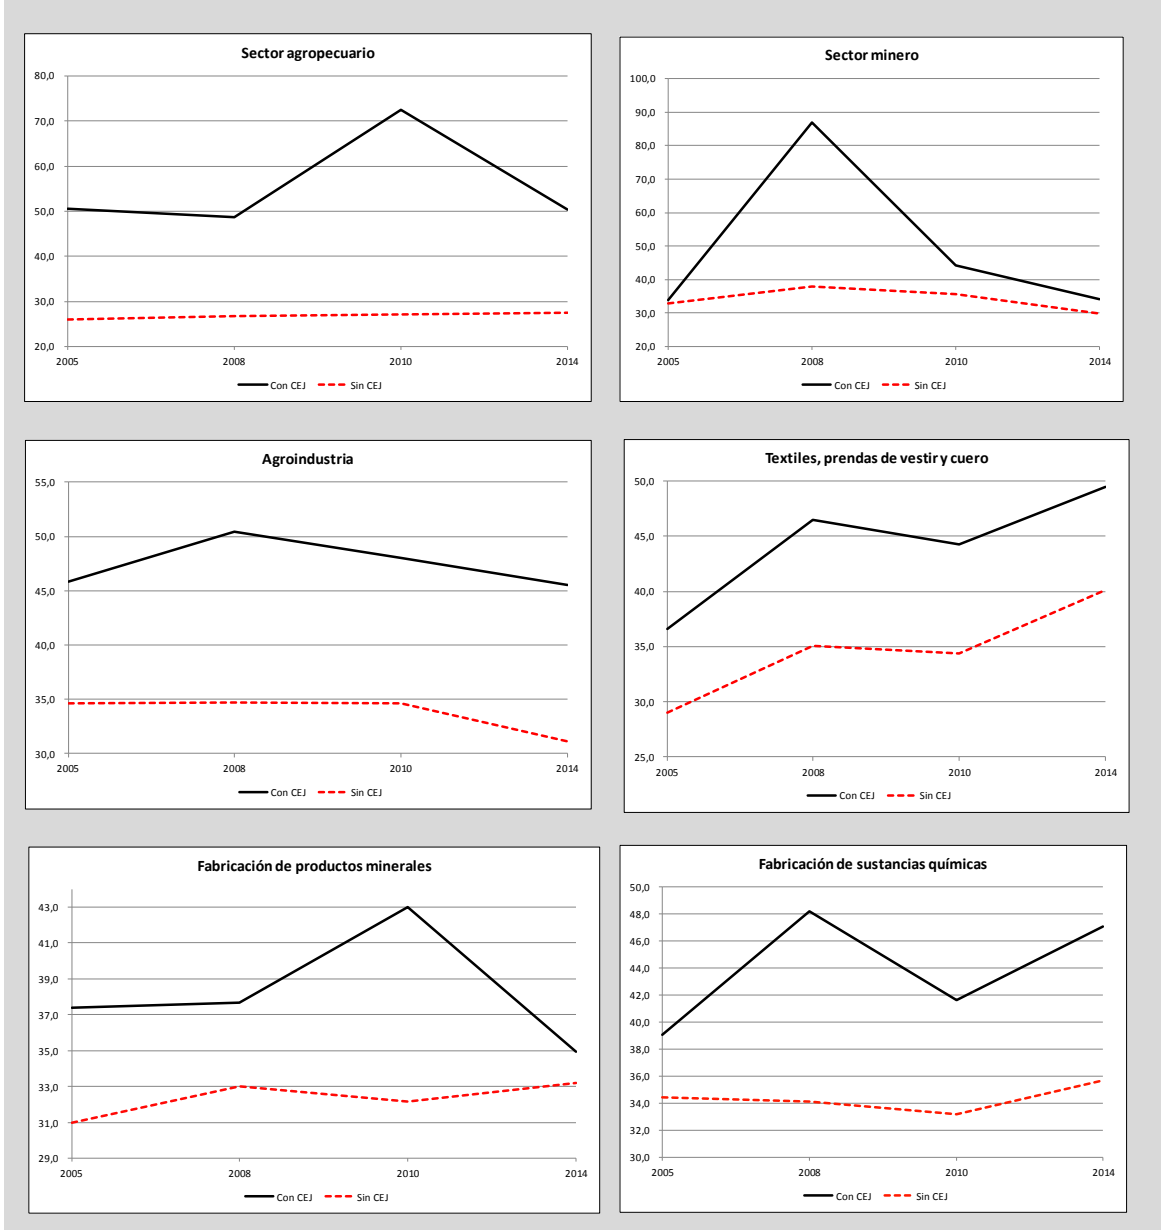 Sector agropecuario
80,0
70,0
60,0
50,0
40,0
30,0
20,0
2005 2008 2010 2014
Con CEJ Sin CEJ
Sector minero
100,0
90,0
80,0
70,0
60,0
50,0
40,0
30,0
20,0
2005 2008 2010 2014
Con CEJ Sin CEJ
Agroindustria
55,0
50,0
45,0
40,0
35,0
30,0
2005 2008 2010 2014
Con CEJ Sin CEJ
Textiles, prendas de vestir y cuero
50,0
45,0
40,0
35,0
30,0
25,0
2005 2008 2010 2014
Con CEJ Sin CEJ
Fabricación de productos minerales
43,0
41,0
39,0
37,0
35,0
33,0
31,0
29,0
2005 2008 2010 2014
Con CEJ Sin CEJ
Fabricación de sustancias químicas
50,0
48,0
46,0
44,0
42,0
40,0
38,0
36,0
34,0
32,0
30,0
2005 2008 2010 2014
Con CEJ Sin CEJ